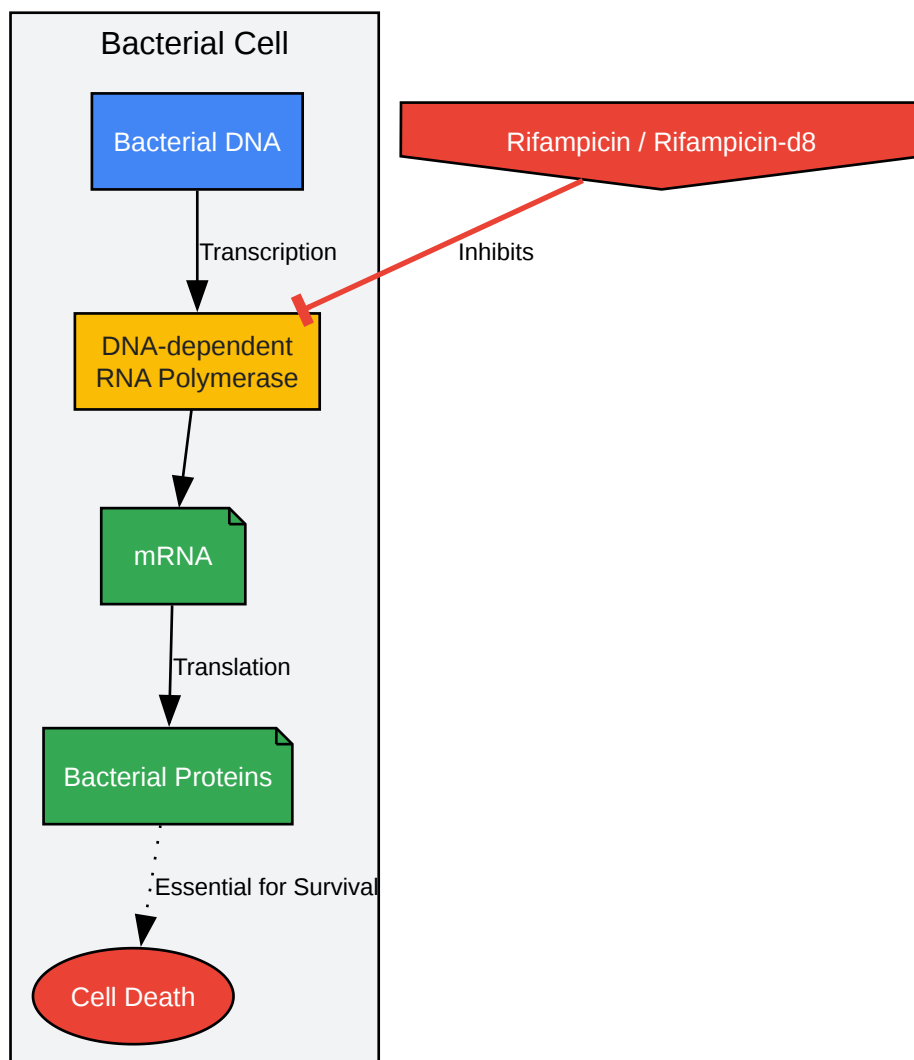 Bacterial Cell
Bacterial DNA
Rifampicin / Rifampicin-d8
Transcription
Inhibits
DNA-dependent
RNA Polymerase
mRNA
Translation
Bacterial Proteins
Essential for Survival
Cell Death